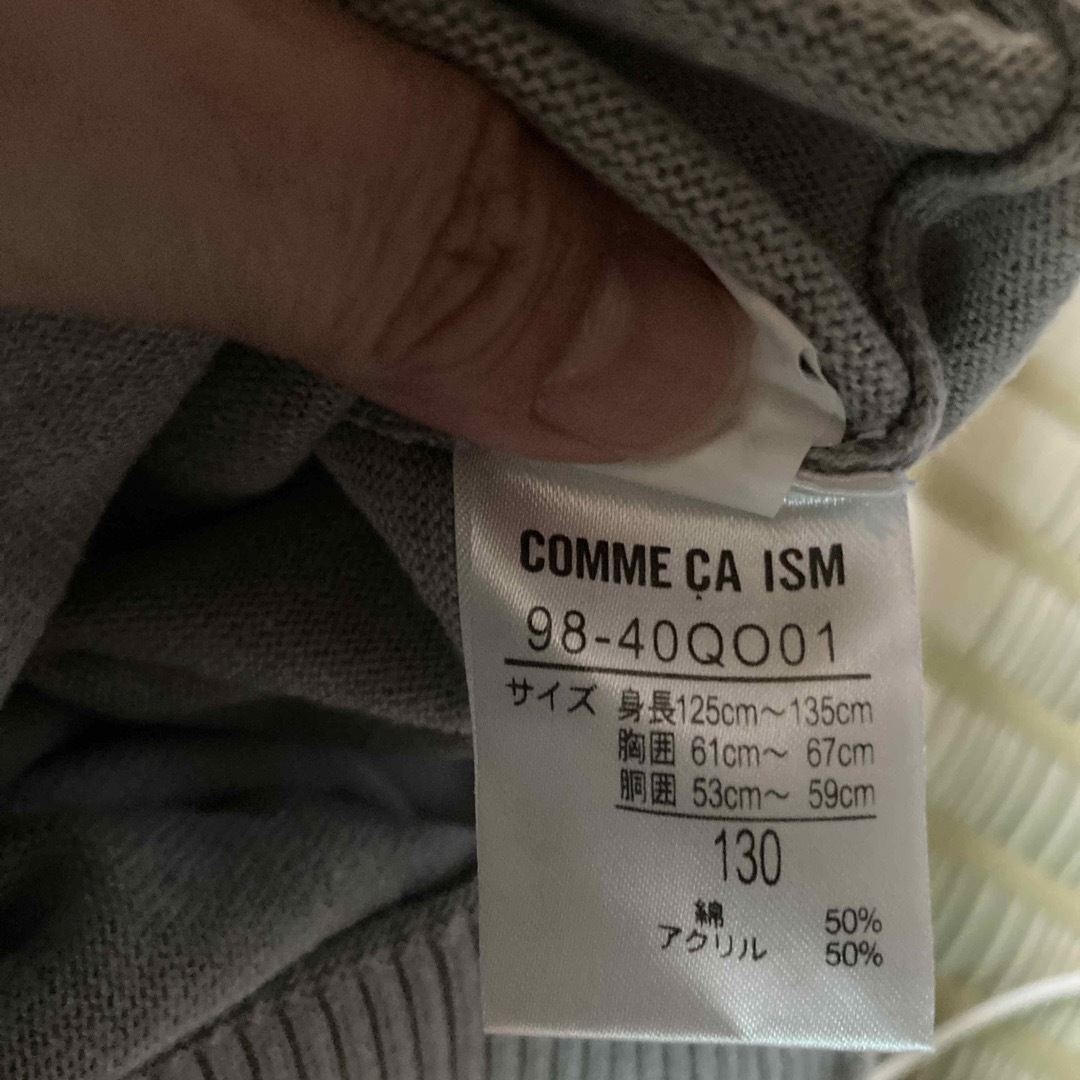 COMME ÇA ISM
98-40QO01
サイズ 身長125cm～135cm
胸囲 61cm～ 67cm
胴囲 53cm～ 59cm
130
綿 50%
アクリル 50%